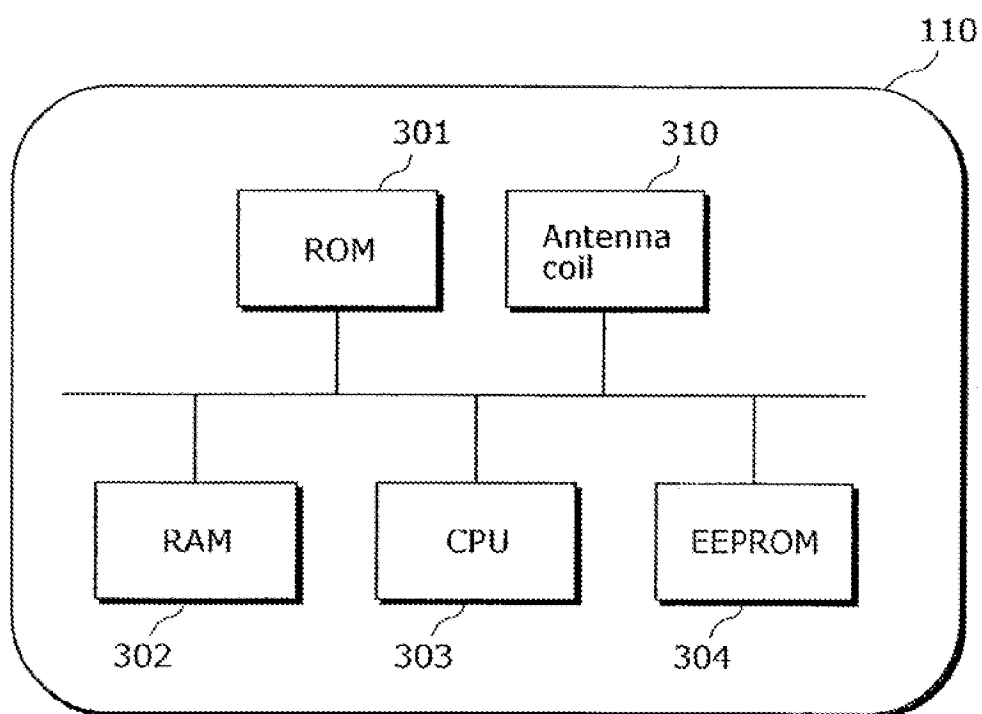 110
301
310
ROM
Antenna
coil
RAM
CPU
EEPROM
302
303
304